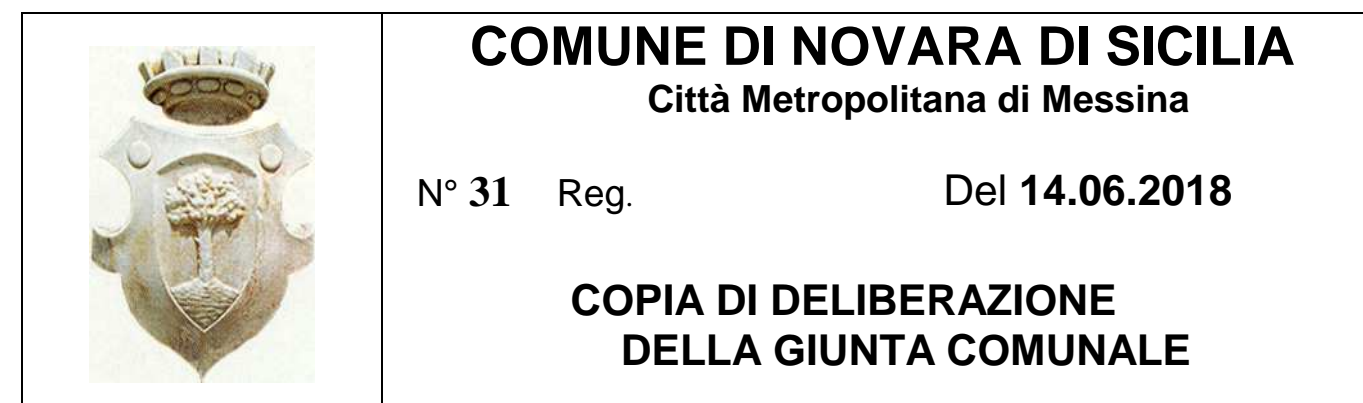 COMUNE DI NOVARA DI SICILIA
Città Metropolitana di Messina
N° 31 Reg. Del 14.06.2018
COPIA DI DELIBERAZIONE
DELLA GIUNTA COMUNALE